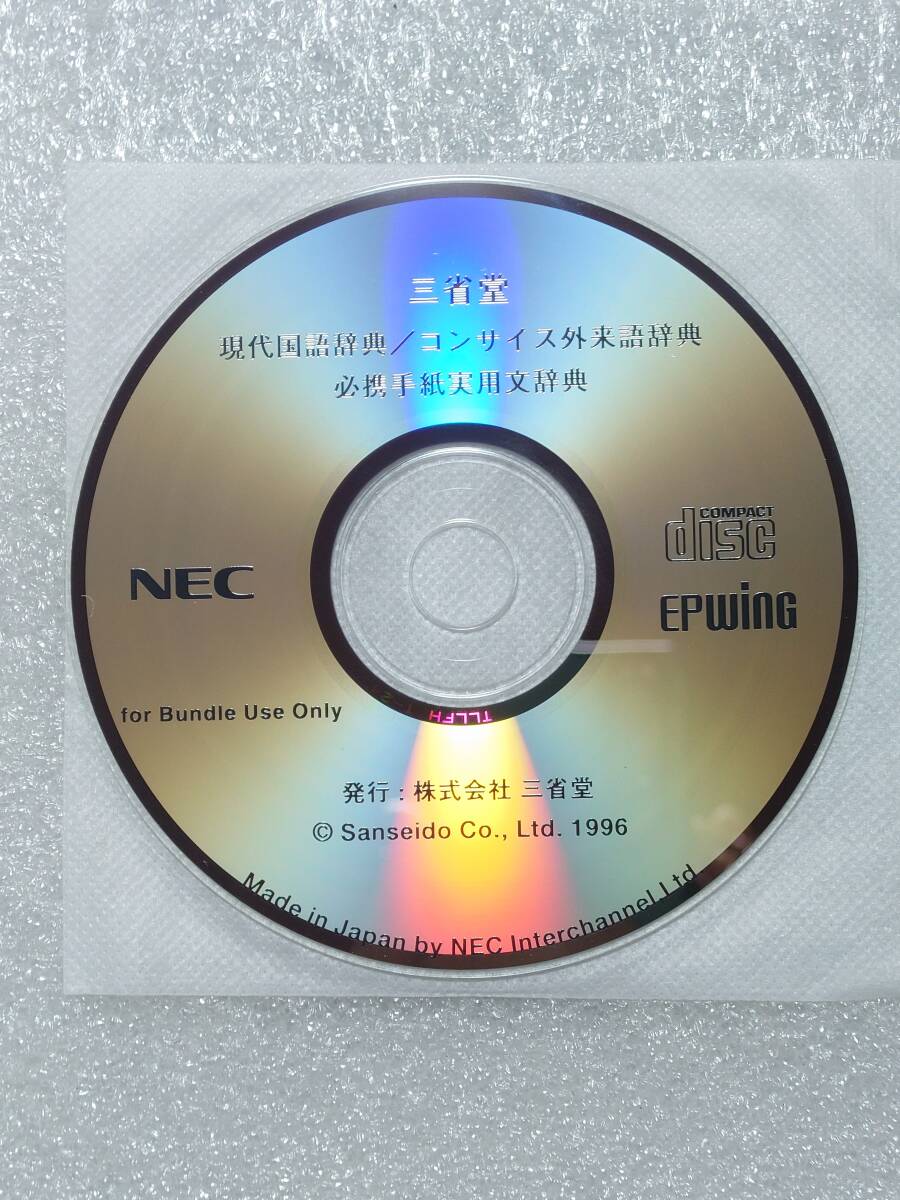 三省堂
現代国語辞典／コンサイス外来語辞典
必携手紙実用文辞典
COMPACT
disc
NEC
EPWING
for Bundle Use Only
発行：株式会社 三省堂
© Sanseido Co., Ltd. 1996
Made in Japan by NEC Interchannel,Ltd.